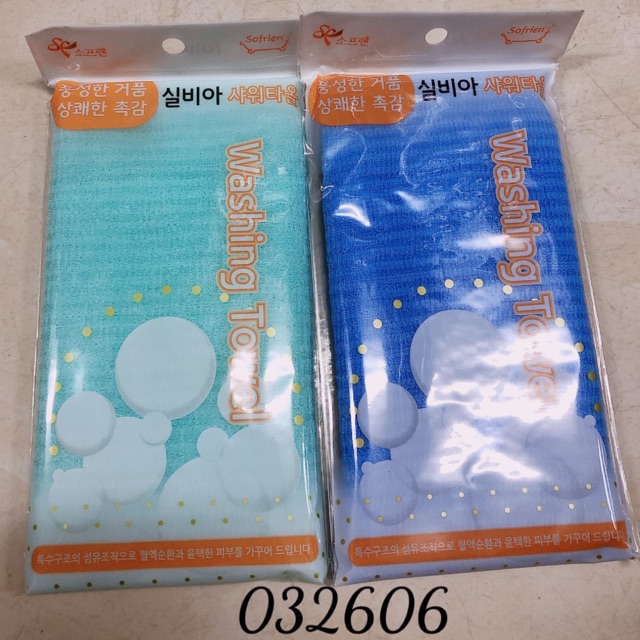 소프렌
Sofrien
풍성한 거품
상쾌한 촉감
실비아 샤워타올
Washing Towel
특수구조의 섬유조직으로 혈액순환과 윤택한 피부를 가꾸어 드립니다.
소프렌
Sofrien
풍성한 거품
상쾌한 촉감
실비아 샤워타올
Washing Towel
특수구조의 섬유조직으로 혈액순환과 윤택한 피부를 가꾸어 드립니다.
032606